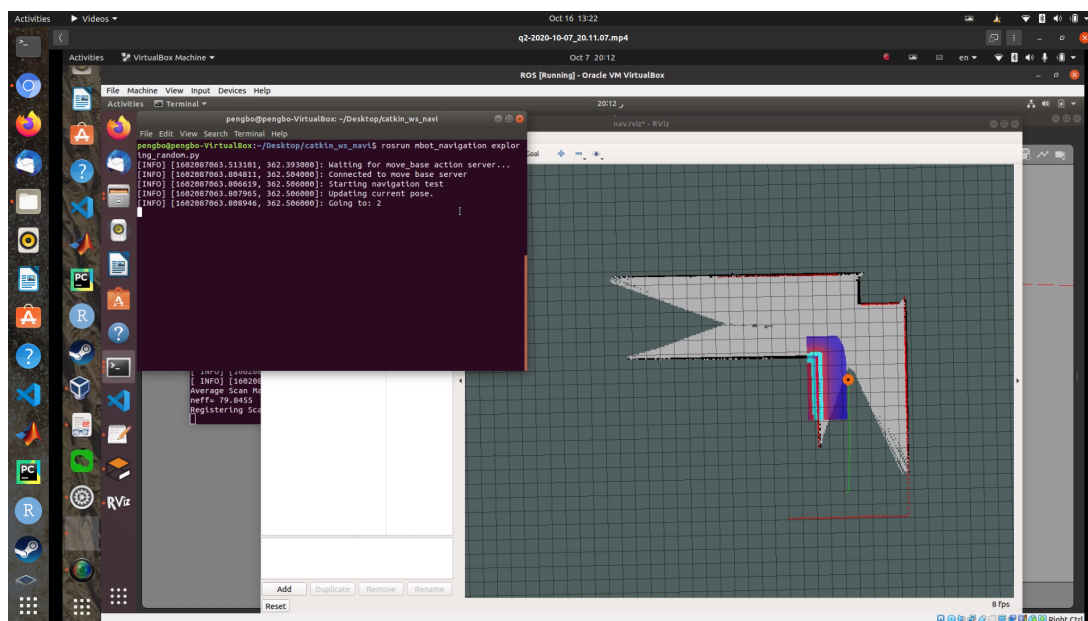 Activities
Videos
Oct 16 13:22
q2-2020-10-07_20.11.07.mp4
Activities
VirtualBox Machine
Oct 7 20:12
en
ROS [Running] - Oracle VM VirtualBox
File Machine View Input Devices Help
Activities
Terminal
20:12
pengbo@pengbo-VirtualBox: ~/Desktop/catkin_ws_navi
nav.rviz* - RViz
File Edit View Search Terminal Help
pengbo@pengbo-VirtualBox:~/Desktop/catkin_ws_navi$ rosrun mbot_navigation explor
ing_random.py
[INFO] [1602087063.513101, 362.393000]: Waiting for move_base action server...
[INFO] [1602087063.804811, 362.504000]: Connected to move base server
[INFO] [1602087063.806619, 362.506000]: Starting navigation test
[INFO] [1602087063.807965, 362.506000]: Updating current pose.
[INFO] [1602087063.808946, 362.506000]: Going to: 2
Goal
[ INFO] [160208
Average Scan Ma
neff= 79.8455
Registering Sca
PC
R
PC
R
RViz
Add
Duplicate
Remove
Rename
Reset
8 fps
Right Ctrl